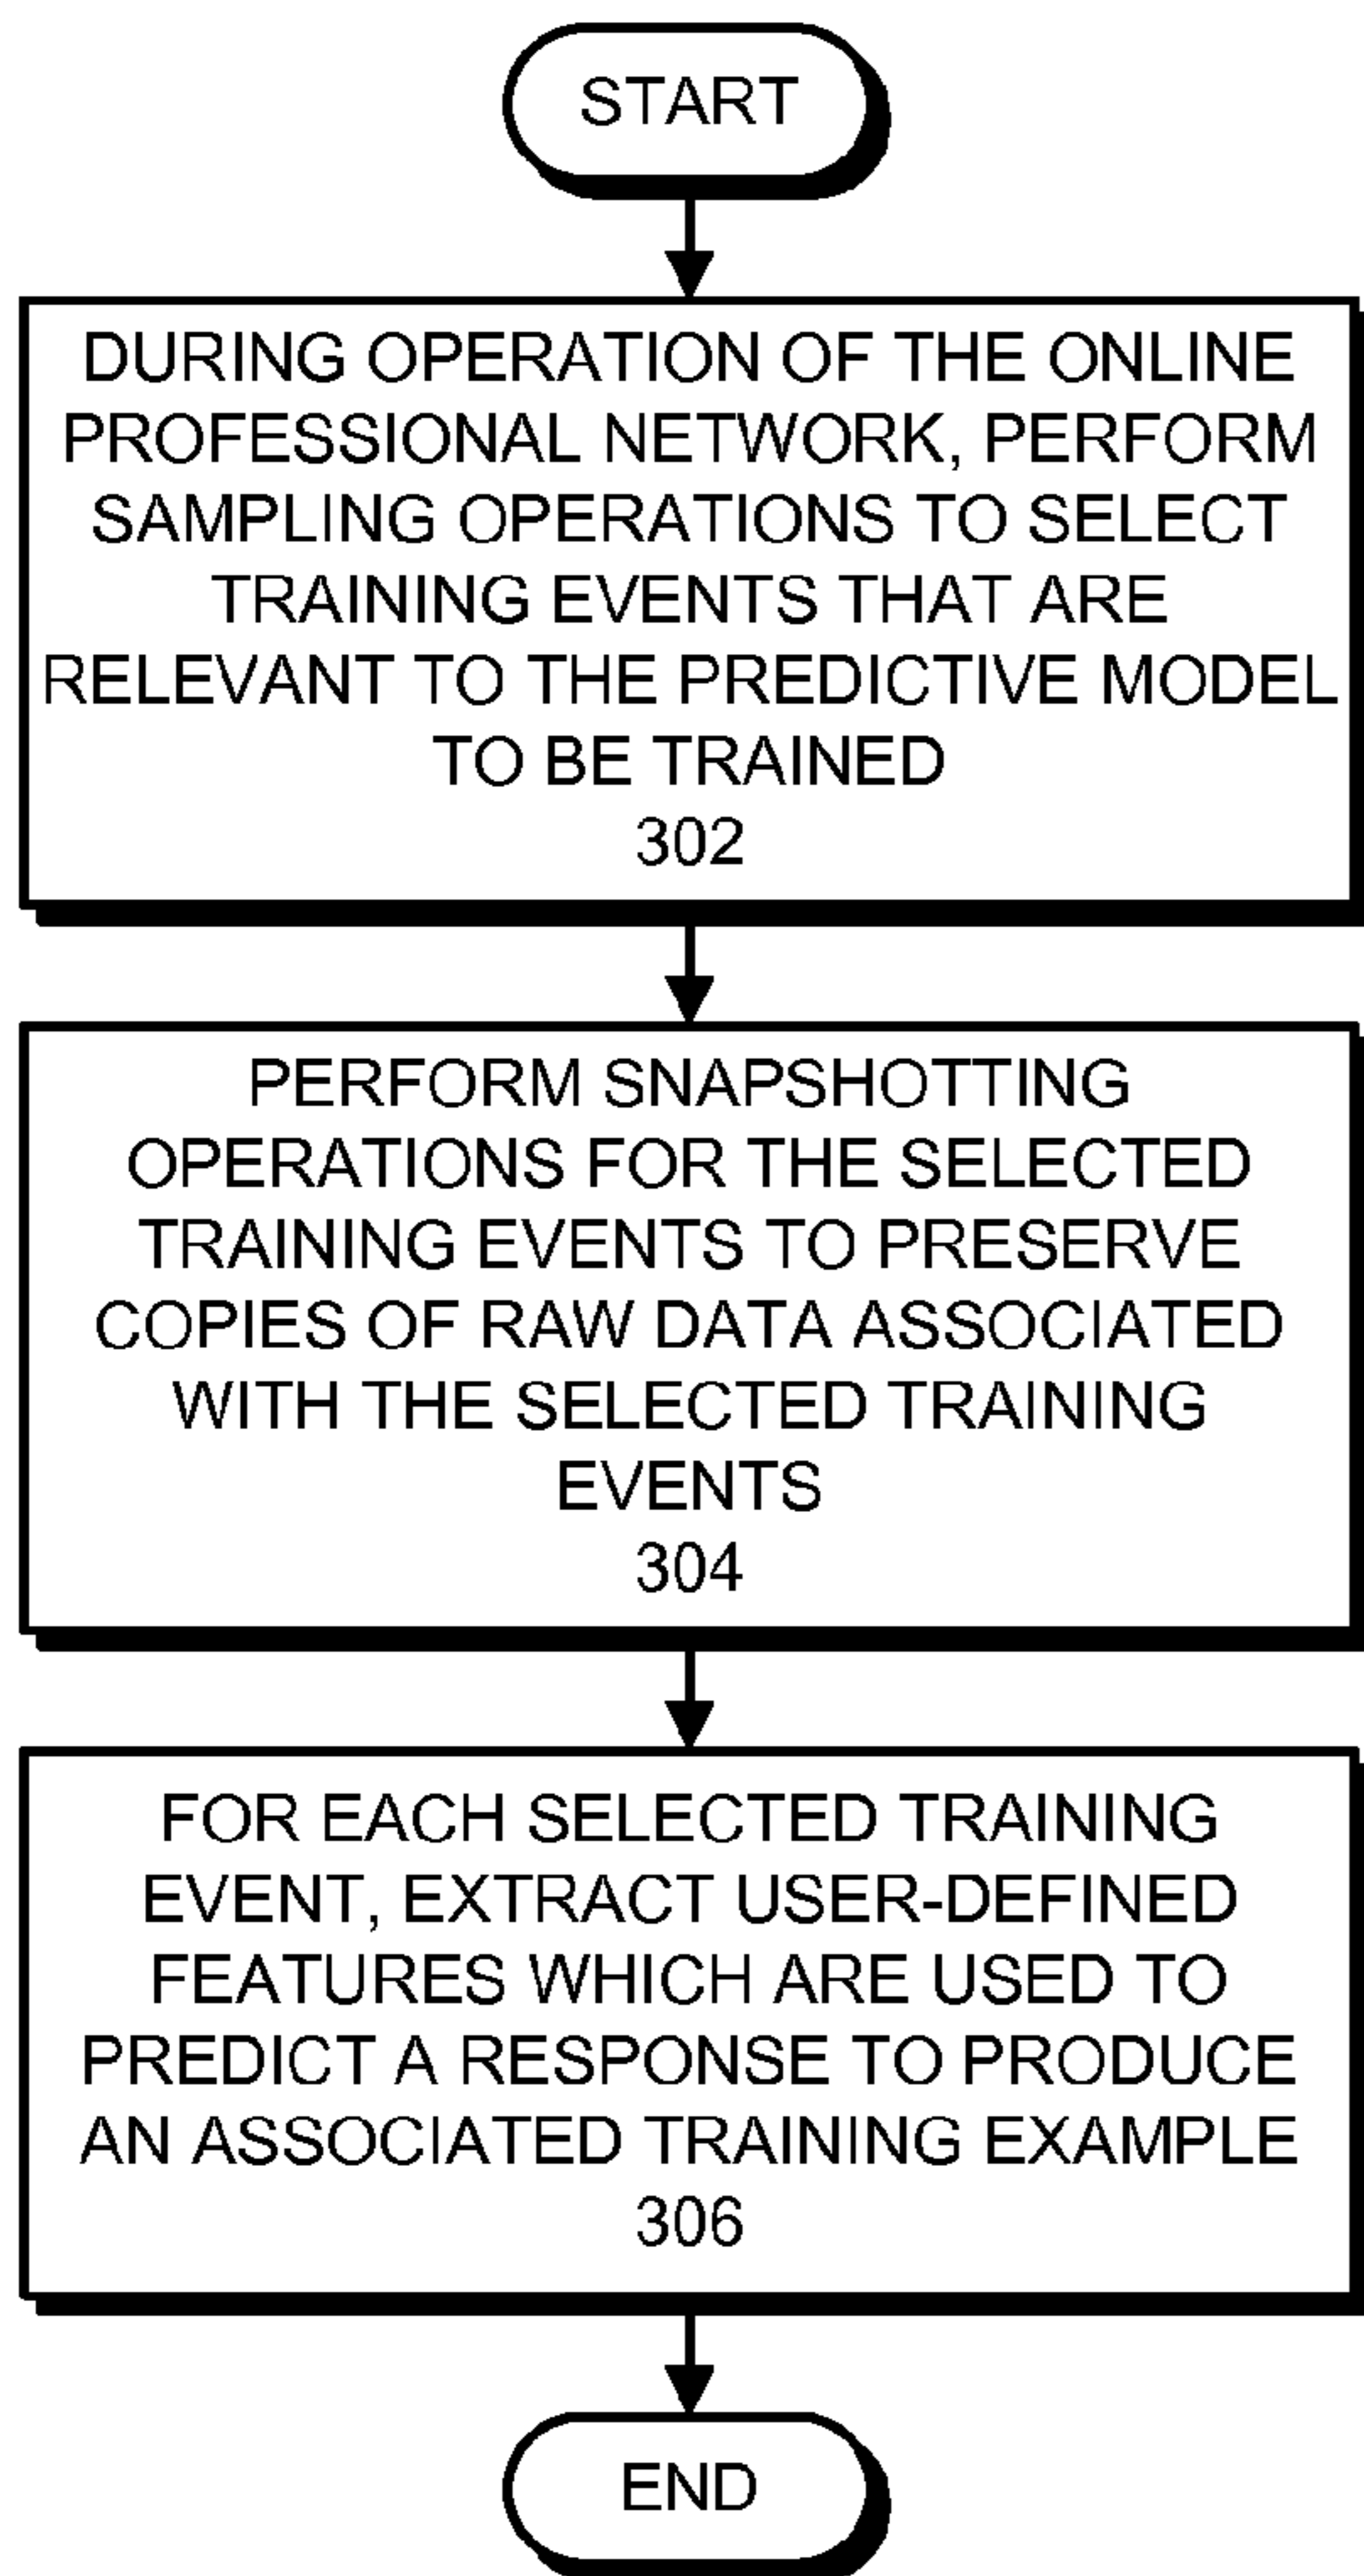 START
DURING OPERATION OF THE ONLINE
PROFESSIONAL NETWORK, PERFORM
SAMPLING OPERATIONS TO SELECT
TRAINING EVENTS THAT ARE
RELEVANT TO THE PREDICTIVE MODEL
TO BE TRAINED
302
PERFORM SNAPSHOTTING
OPERATIONS FOR THE SELECTED
TRAINING EVENTS TO PRESERVE
COPIES OF RAW DATA ASSOCIATED
WITH THE SELECTED TRAINING
EVENTS
304
FOR EACH SELECTED TRAINING
EVENT, EXTRACT USER-DEFINED
FEATURES WHICH ARE USED TO
PREDICT A RESPONSE TO PRODUCE
AN ASSOCIATED TRAINING EXAMPLE
306
END